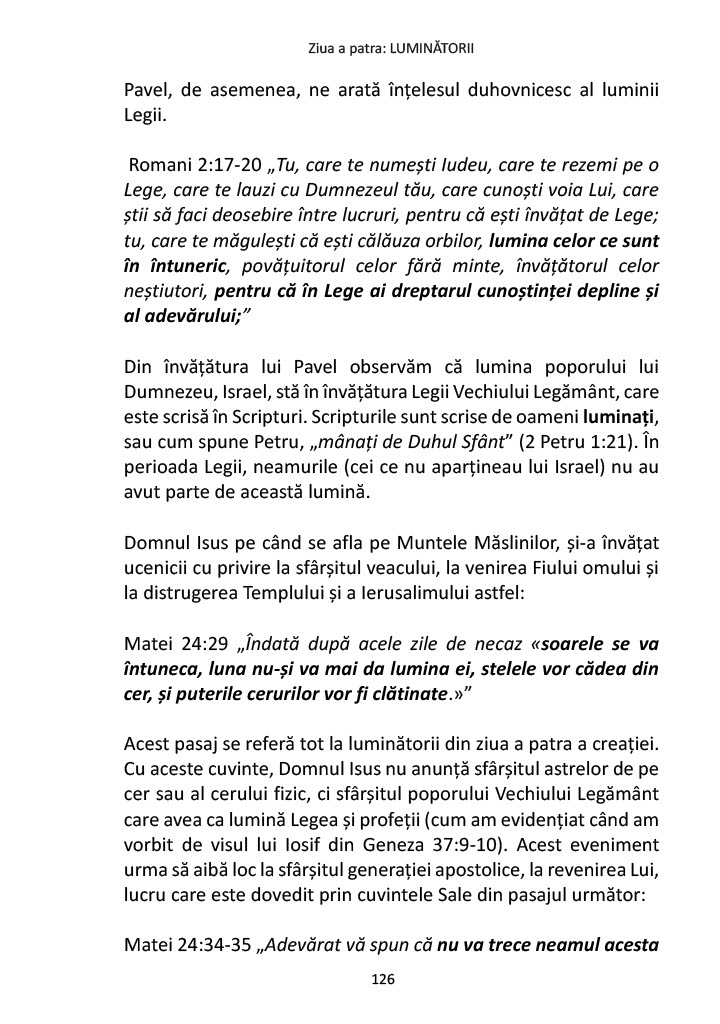 Ziua a patra: LUMINĂTORII
Pavel, de asemenea, ne arată înțelesul duhovnicesc al luminii
Legii.
Romani 2:17-20 „Tu, care te numești Iudeu, care te rezemi pe o
Lege, care te lauzi cu Dumnezeul tău, care cunoști voia Lui, care
știi să faci deosebire între lucruri, pentru că ești învățat de Lege;
tu, care te măgulești că ești călăuza orbilor, lumina celor ce sunt
în întuneric, povățuitorul celor fără minte, învățătorul celor
neștiutori, pentru că în Lege ai dreptarul cunoștinței depline și
al adevărului;”
Din învățătura lui Pavel observăm că lumina poporului lui
Dumnezeu, Israel, stă în învățătura Legii Vechiului Legământ, care
este scrisă în Scripturi. Scripturile sunt scrise de oameni luminați,
sau cum spune Petru, „mânați de Duhul Sfânt” (2 Petru 1:21). În
perioada Legii, neamurile (cei ce nu aparțineau lui Israel) nu au
avut parte de această lumină.
Domnul Isus pe când se afla pe Muntele Măslinilor, și-a învățat
ucenicii cu privire la sfârșitul veacului, la venirea Fiului omului și
la distrugerea Templului și a Ierusalimului astfel:
Matei 24:29 „Îndată după acele zile de necaz «soarele se va
întuneca, luna nu-și va mai da lumina ei, stelele vor cădea din
cer, și puterile cerurilor vor fi clătinate.»”
Acest pasaj se referă tot la luminătorii din ziua a patra a creației.
Cu aceste cuvinte, Domnul Isus nu anunță sfârșitul astrelor de pe
cer sau al cerului fizic, ci sfârșitul poporului Vechiului Legământ
care avea ca lumină Legea și profeții (cum am evidențiat când am
vorbit de visul lui Iosif din Geneza 37:9-10). Acest eveniment
urma să aibă loc la sfârșitul generației apostolice, la revenirea Lui,
lucru care este dovedit prin cuvintele Sale din pasajul următor:
Matei 24:34-35 „Adevărat vă spun că nu va trece neamul acesta
126